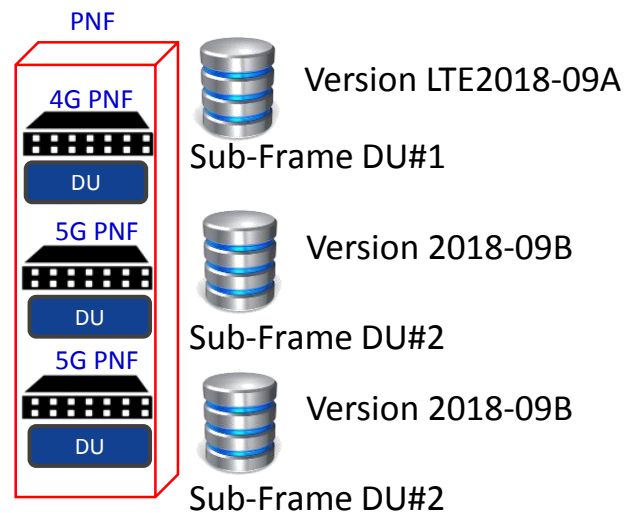 PNF
Version LTE2018-09A
4G PNF
Sub-Frame DU#1
DU
5G PNF
Version 2018-09B
DU
Sub-Frame DU#2
5G PNF
Version 2018-09B
DU
Sub-Frame DU#2